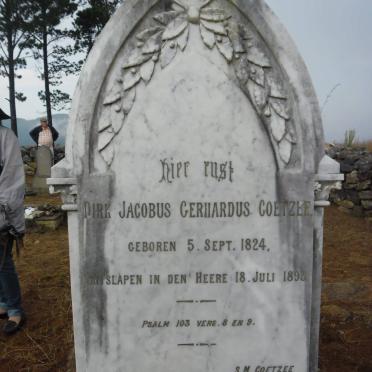 hier rust
DIRK JACOBUS GERHARDUS COETZEE
GEBOREN 5. SEPT. 1824,
ONTSLAPEN IN DEN HEERE 18. JULI
PSALM 103 VERS. 8 EN 9.
S.M. COETZEE